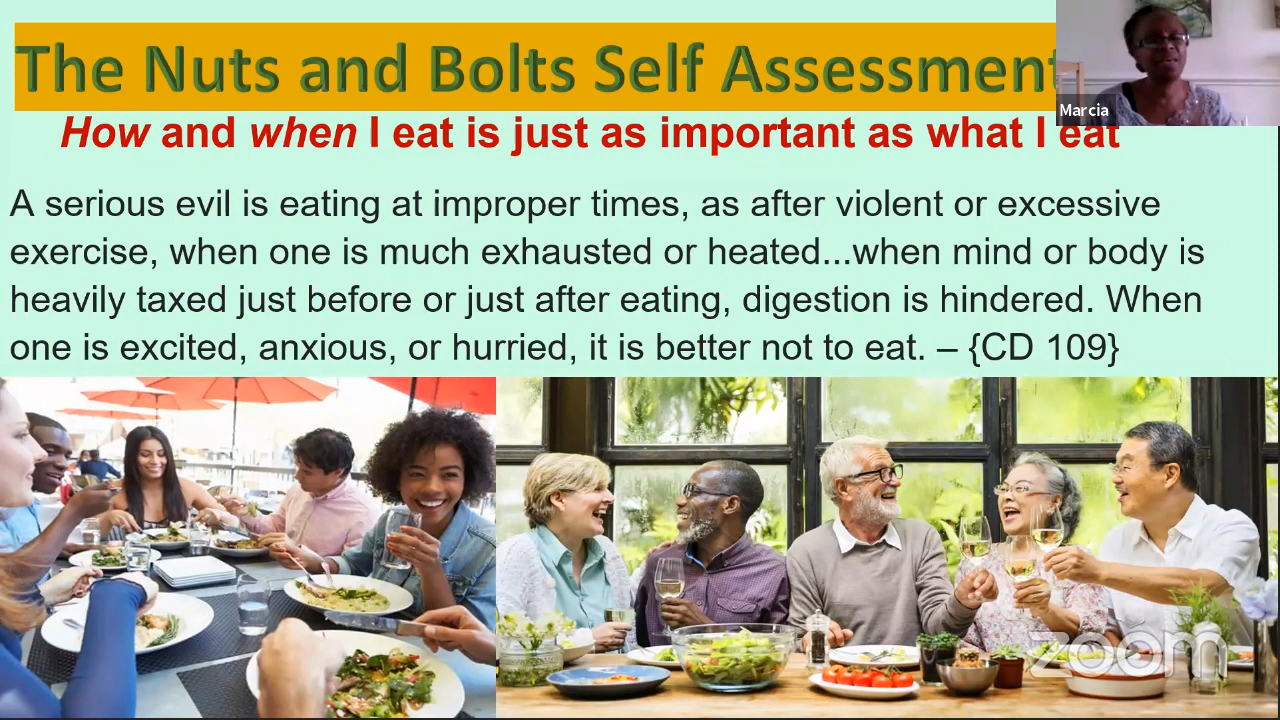 The Nuts and Bolts Self Assessment
Marcia
How and when I eat is just as important as what I eat
A serious evil is eating at improper times, as after violent or excessive
exercise, when one is much exhausted or heated...when mind or body is
heavily taxed just before or just after eating, digestion is hindered. When
one is excited, anxious, or hurried, it is better not to eat. – {CD 109}
zoom